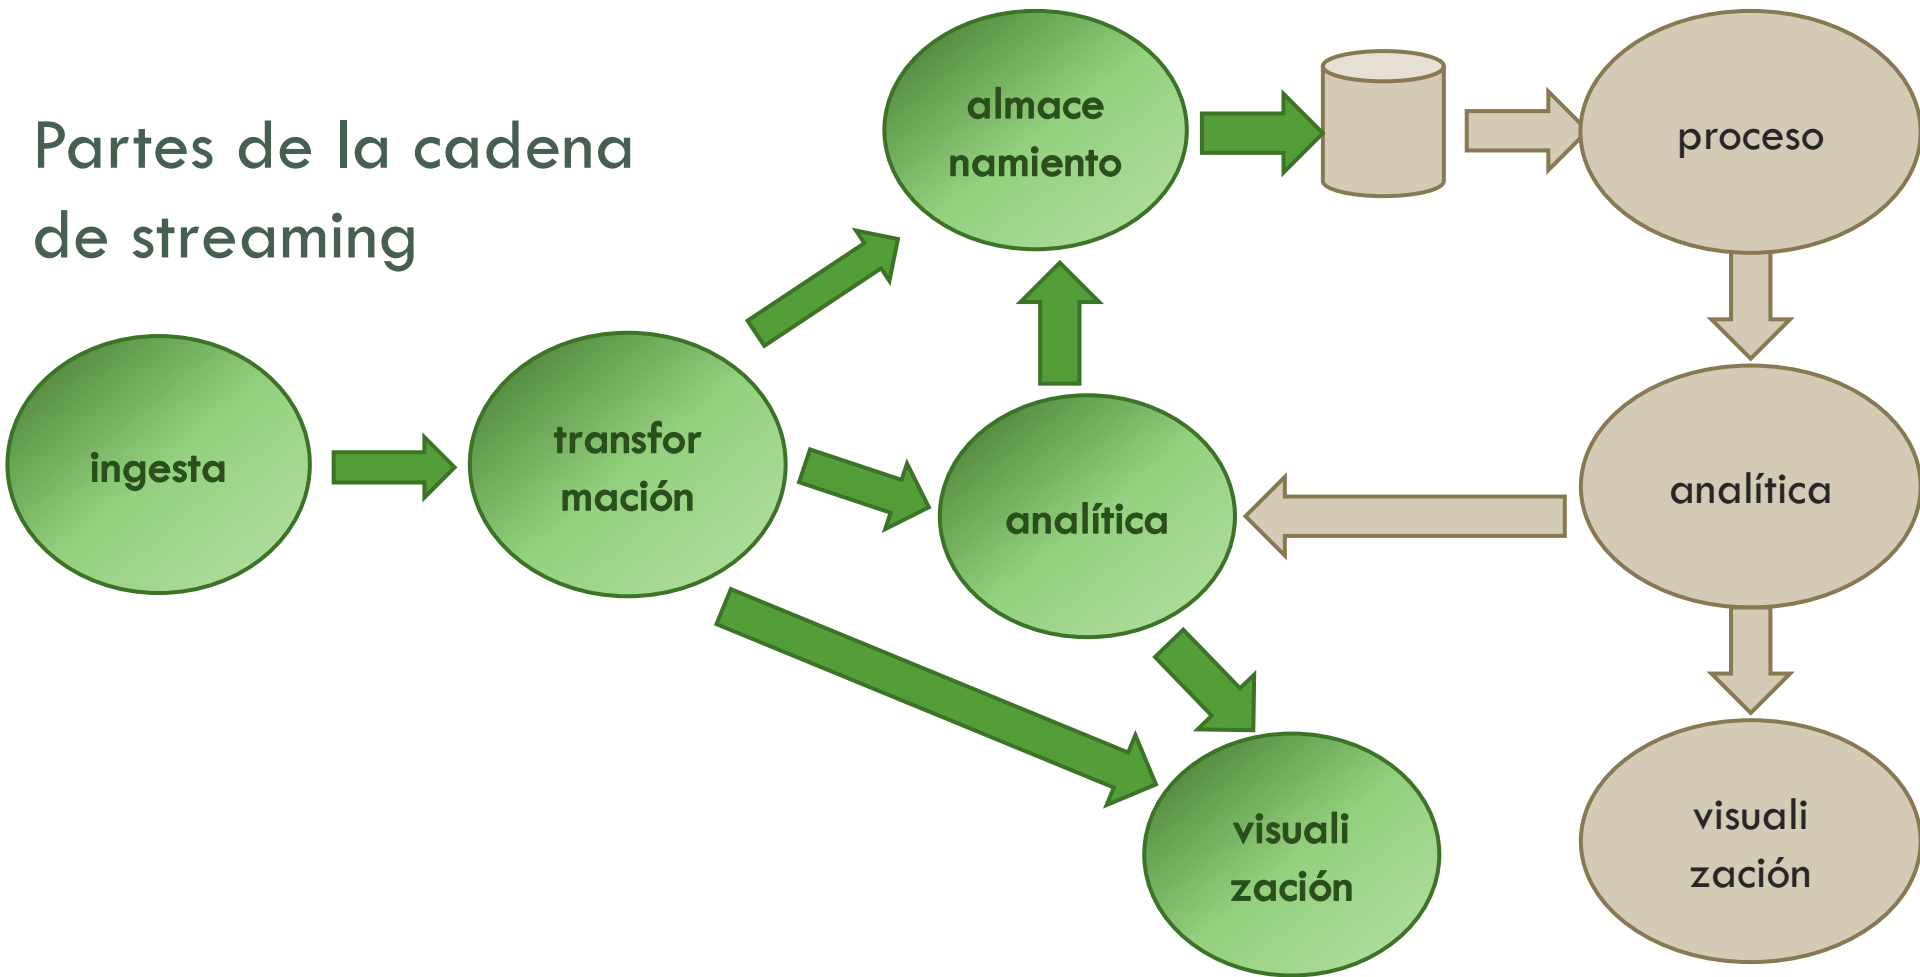 Partes de la cadena
de streaming
almace
namiento
proceso
ingesta
transfor
mación
analítica
analítica
visuali
zación
visuali
zación